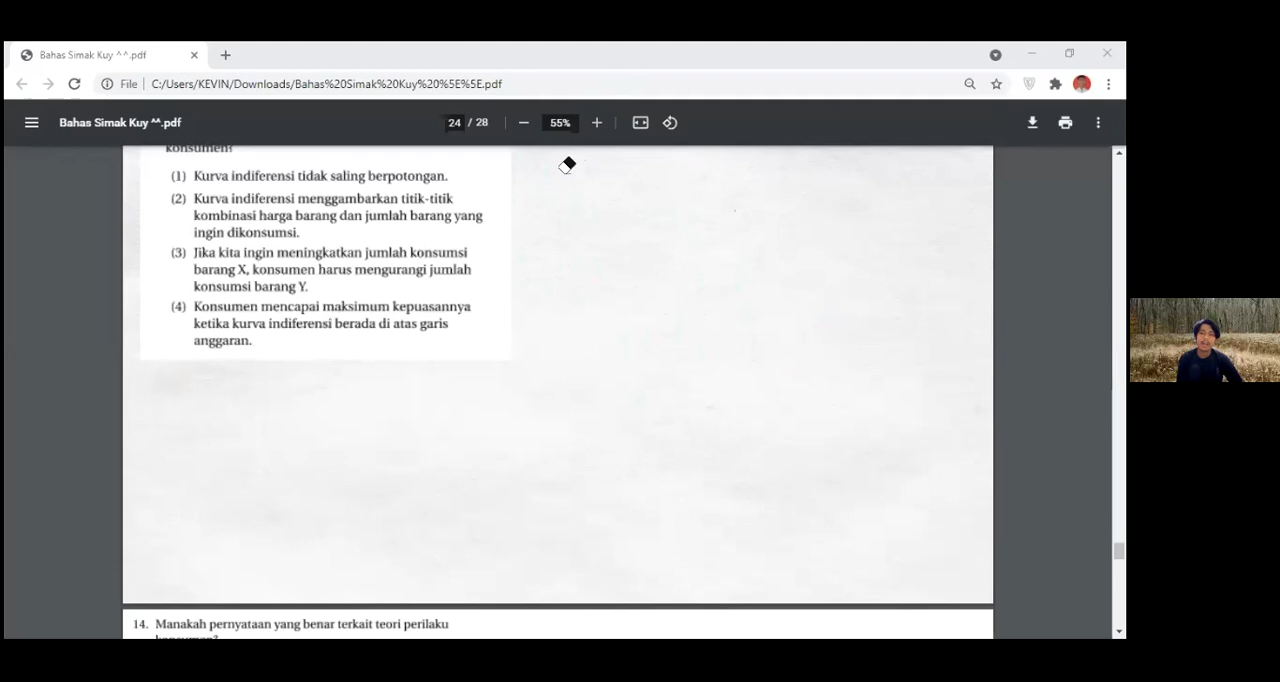 Bahas Simak Kuy ^^.pdf
File
C:/Users/KEVIN/Downloads/Bahas%20Simak%20Kuy%20%5E%5E.pdf
Bahas Simak Kuy ^^.pdf
24 / 28
55%
konsumen?
(1) Kurva indiferensi tidak saling berpotongan.
(2) Kurva indiferensi menggambarkan titik-titik
kombinasi harga barang dan jumlah barang yang
ingin dikonsumsi.
(3) Jika kita ingin meningkatkan jumlah konsumsi
barang X, konsumen harus mengurangi jumlah
konsumsi barang Y.
(4) Konsumen mencapai maksimum kepuasannya
ketika kurva indiferensi berada di atas garis
anggaran.
14. Manakah pernyataan yang benar terkait teori perilaku
konsumen?